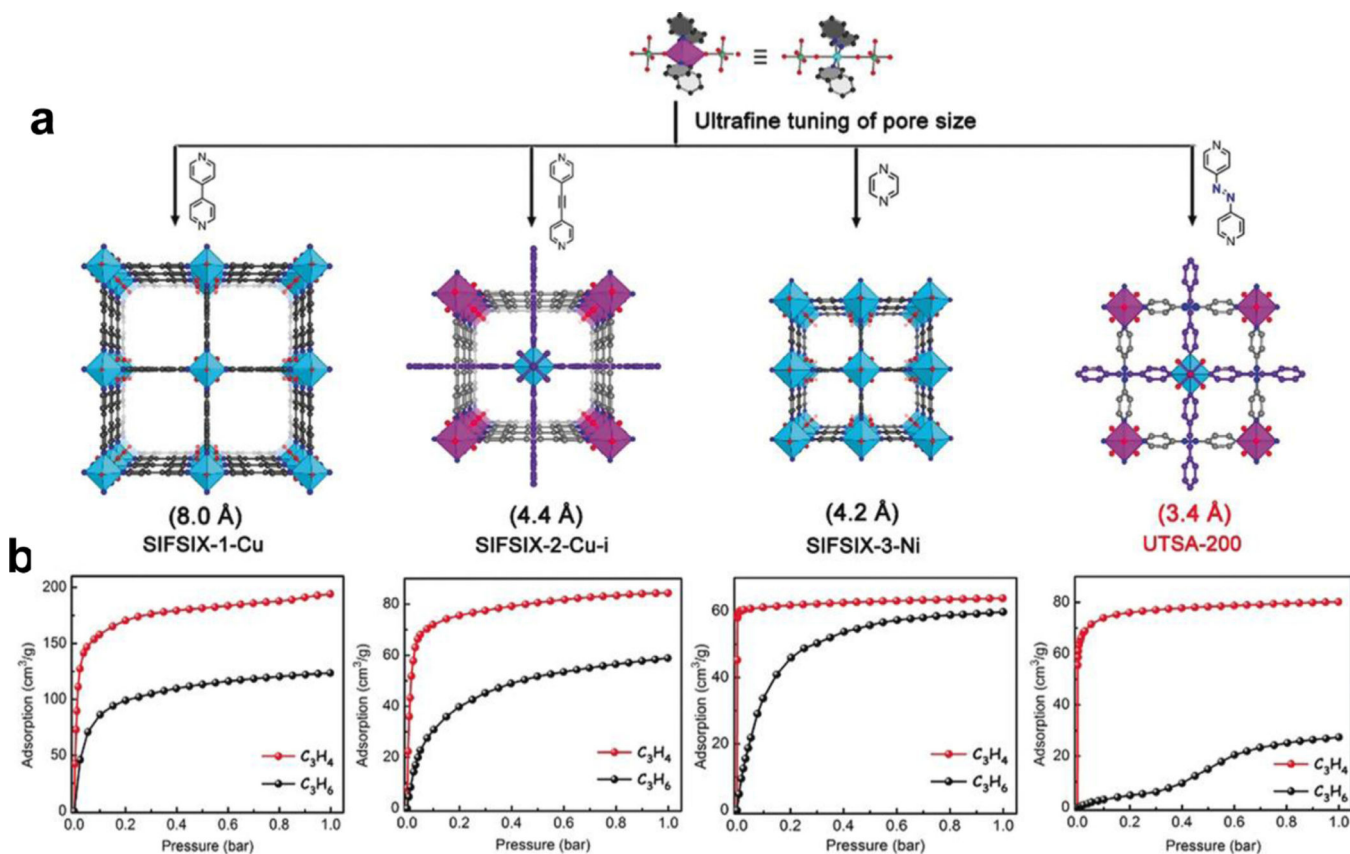 ≡
Ultrafine tuning of pore size
a
N
N
N
N
N
N
N
N
N
N
(8.0 Å)
SIFSIX-1-Cu
(4.4 Å)
SIFSIX-2-Cu-i
(4.2 Å)
SIFSIX-3-Ni
(3.4 Å)
UTSA-200
b
Adsorption (cm³/g)
200
150
100
50
0
0.0 0.2 0.4 0.6 0.8 1.0
Pressure (bar)
C₃H₄
C₃H₆
Adsorption (cm³/g)
80
60
40
20
0
0.0 0.2 0.4 0.6 0.8 1.0
Pressure (bar)
C₃H₄
C₃H₆
Adsorption (cm³/g)
60
40
20
0
0.0 0.2 0.4 0.6 0.8 1.0
Pressure (bar)
C₃H₄
C₃H₆
Adsorption (cm³/g)
80
60
40
20
0
0.0 0.2 0.4 0.6 0.8 1.0
Pressure (bar)
C₃H₄
C₃H₆